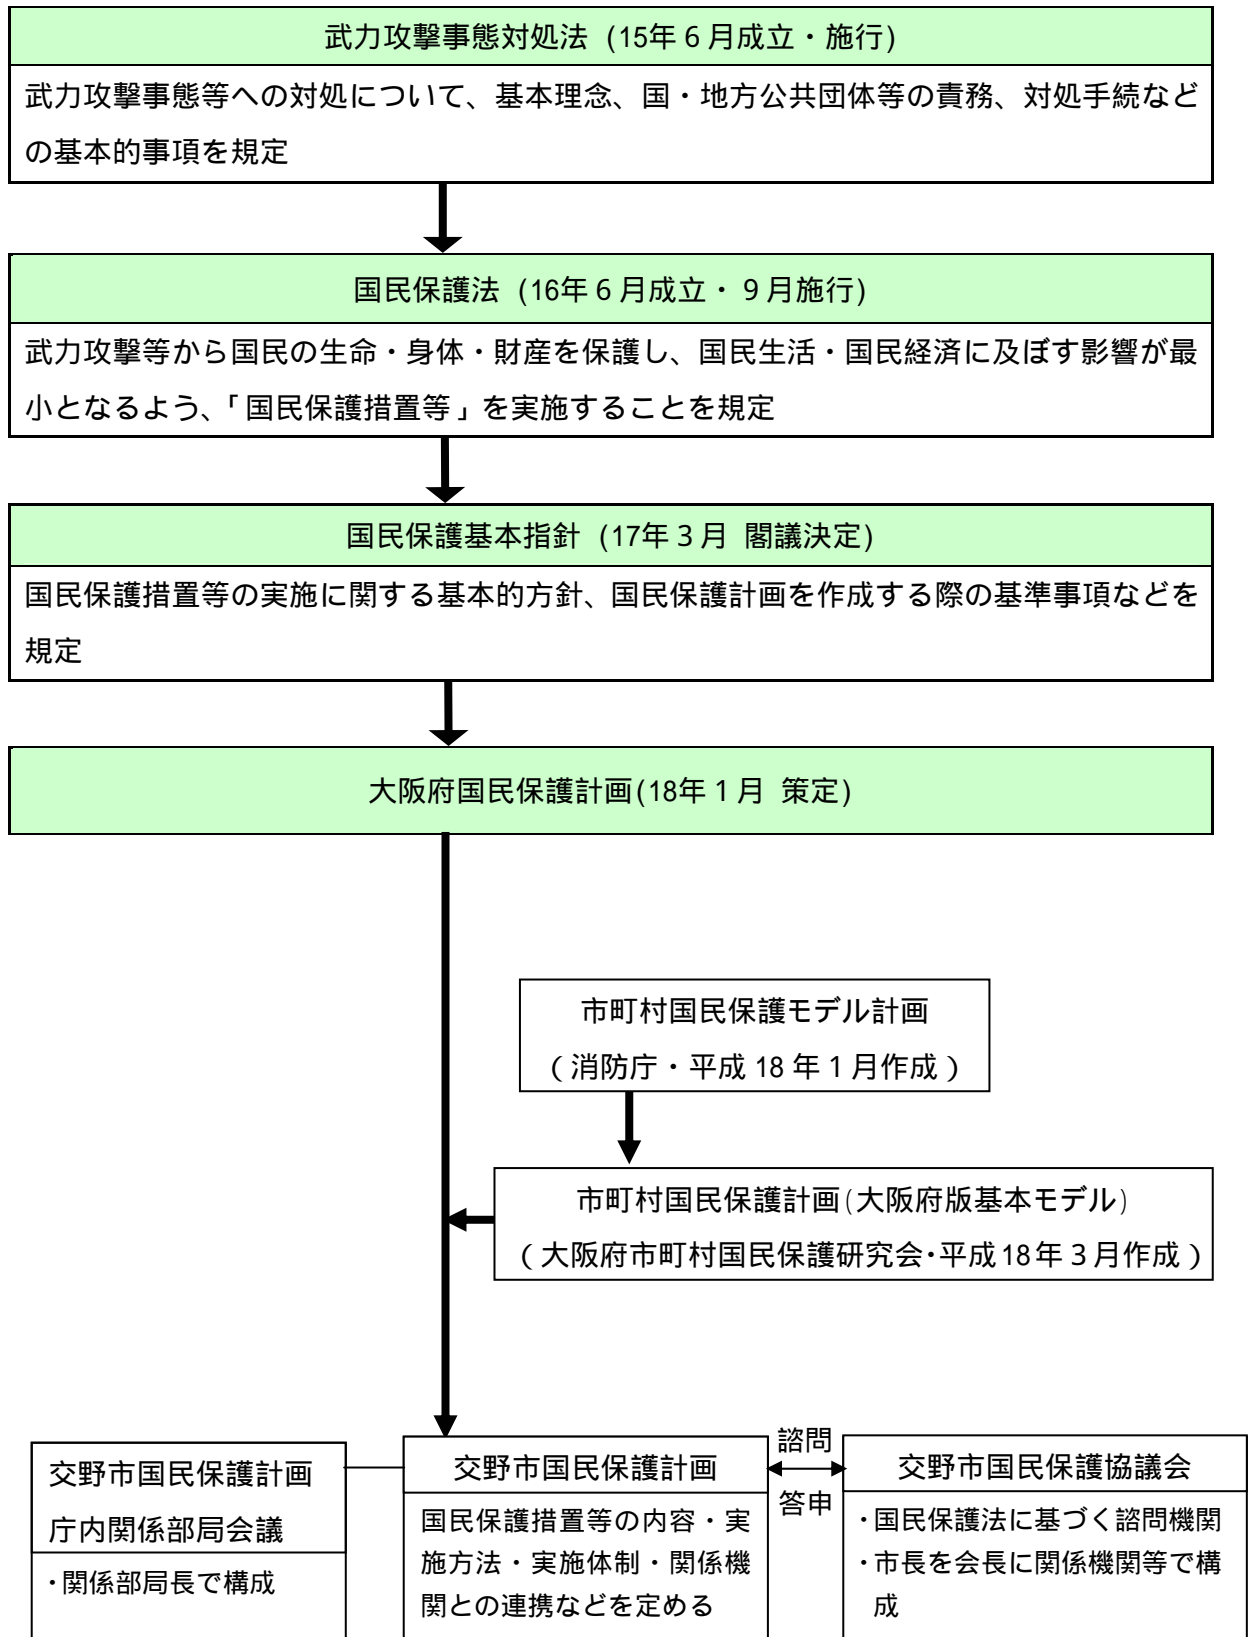 武力攻撃事態対処法 (15年６月成立・施行)
武力攻撃事態等への対処について、基本理念、国・地方公共団体等の責務、対処手続など
の基本的事項を規定
国民保護法 (16年６月成立・９月施行)
武力攻撃等から国民の生命・身体・財産を保護し、国民生活・国民経済に及ぼす影響が最
小となるよう、「国民保護措置等」を実施することを規定
国民保護基本指針 (17年３月 閣議決定)
国民保護措置等の実施に関する基本的方針、国民保護計画を作成する際の基準事項などを
規定
大阪府国民保護計画(18年１月 策定)
市町村国民保護モデル計画
（消防庁・平成 18 年１月作成）
市町村国民保護計画(大阪府版基本モデル)
（大阪府市町村国民保護研究会・平成18年３月作成）
交野市国民保護計画
庁内関係部局会議
・関係部局長で構成
交野市国民保護計画
国民保護措置等の内容・実
施方法・実施体制・関係機
関との連携などを定める
諮問
答申
交野市国民保護協議会
・国民保護法に基づく諮問機関
・市長を会長に関係機関等で構
成